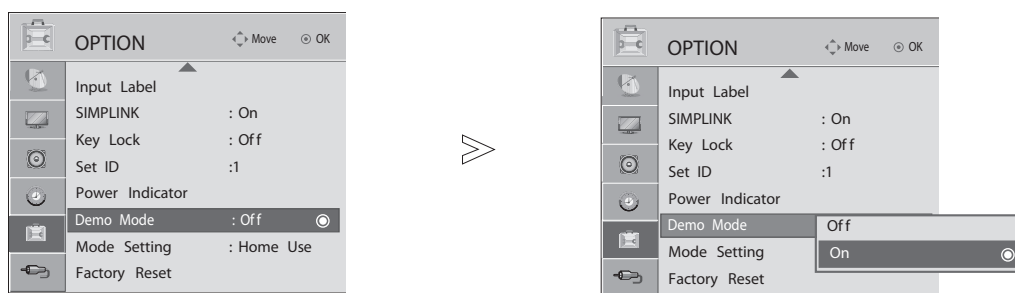 OPTION Move OK
Input Label
SIMPLINK : On
Key Lock : Off
Set ID :1
Power Indicator
Demo Mode : Off
Mode Setting : Home Use
Factory Reset
OPTION Move OK
Input Label
SIMPLINK : On
Key Lock : Off
Set ID :1
Power Indicator
Demo Mode Off
Mode Setting On
Factory Reset